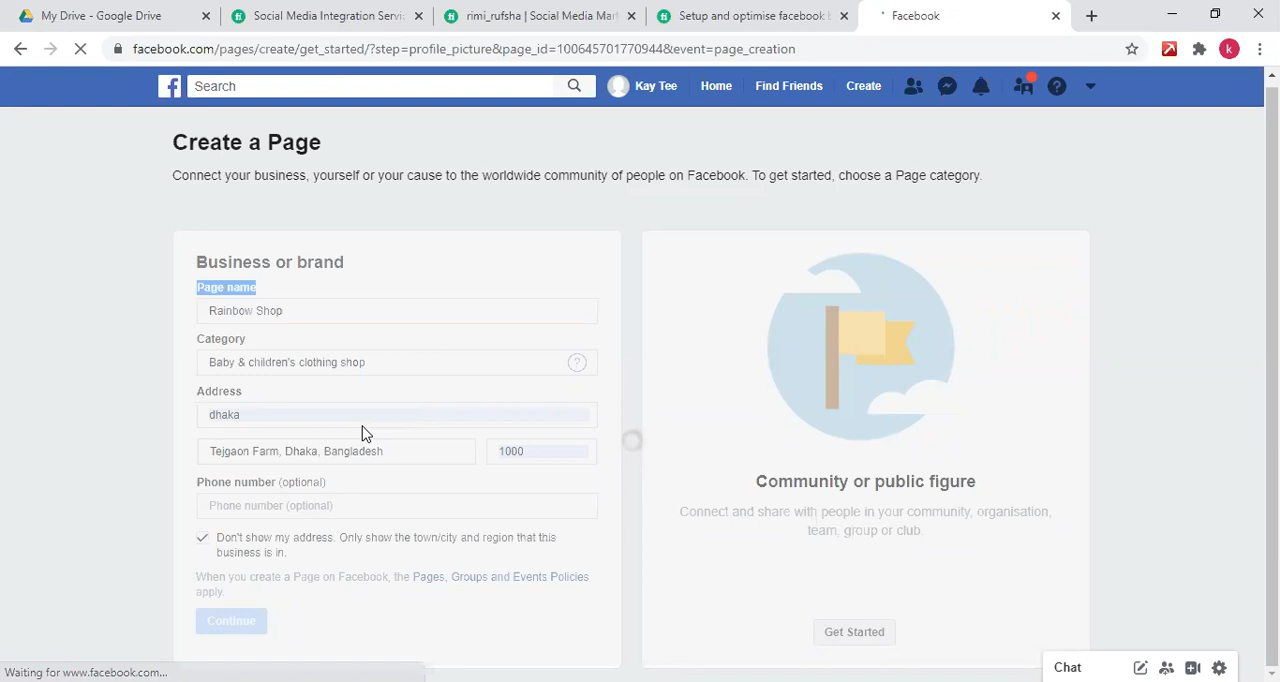 My Drive - Google Drive
Social Media Integration Servi
rimi_rufsha | Social Media Mar
Setup and optimise facebook b
Facebook
facebook.com/pages/create/get_started/?step=profile_picture&page_id=100645701770944&event=page_creation
k
Search
Kay Tee
Home
Find Friends
Create
Create a Page
Connect your business, yourself or your cause to the worldwide community of people on Facebook. To get started, choose a Page category.
Business or brand
Page name
Rainbow Shop
Category
Baby & children's clothing shop
Address
dhaka
Tejgaon Farm, Dhaka, Bangladesh
1000
Phone number (optional)
Phone number (optional)
Don't show my address. Only show the town/city and region that this
business is in.
When you create a Page on Facebook, the Pages, Groups and Events Policies
apply.
Continue
Community or public figure
Connect and share with people in your community, organisation,
team, group or club.
Get Started
Waiting for www.facebook.com...
Chat